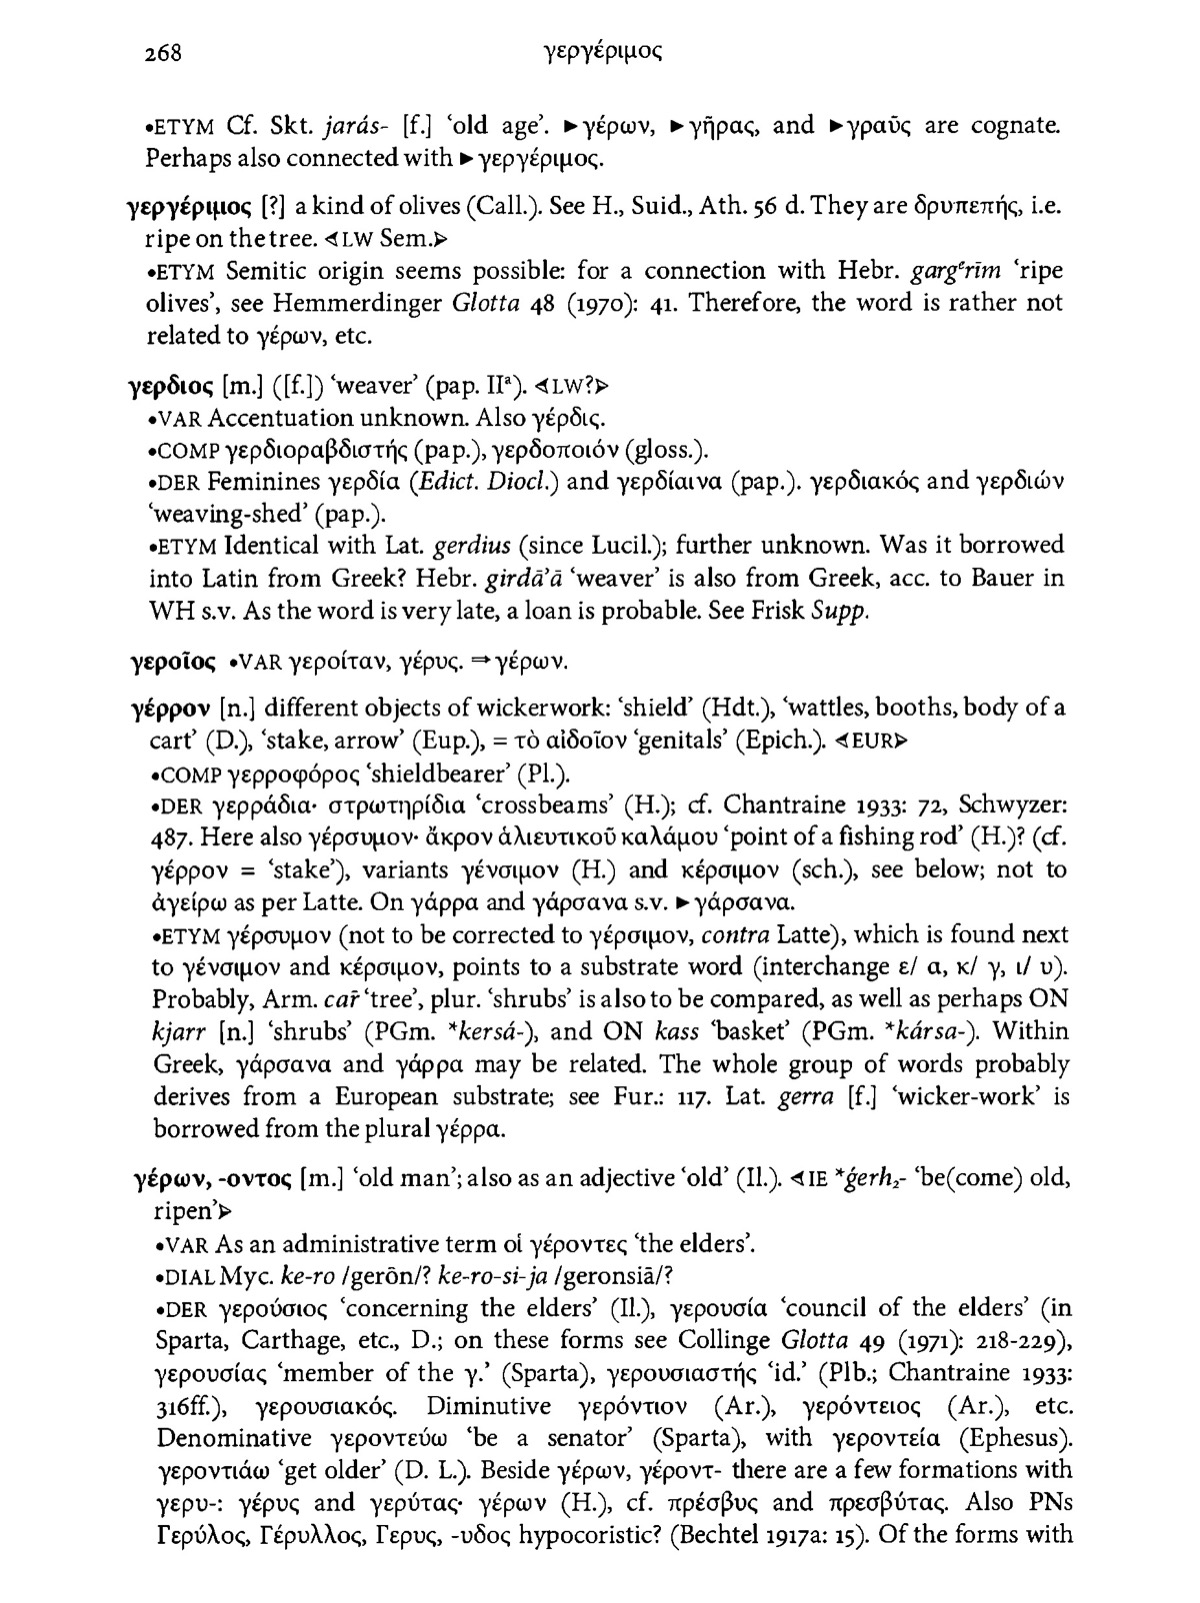 268 γεργέριμος
•ETYM Cf. Skt. jarás- [f.] ‘old age’. ►γέρων, ►γῆρας, and ►γραῦς are cognate.
Perhaps also connected with ►γεργέριμος.
γεργέριμος [?] a kind of olives (Call.). See H., Suid., Ath. 56 d. They are δρυπεπής, i.e.
ripe on the tree. ⋖LW Sem.⋗
•ETYM Semitic origin seems possible: for a connection with Hebr. gargᵉrīm ‘ripe
olives’, see Hemmerdinger Glotta 48 (1970): 41. Therefore, the word is rather not
related to γέρων, etc.
γερδιος [m.] ([f.]) ‘weaver’ (pap. IIᵃ). ⋖LW?⋗
•VAR Accentuation unknown. Also γέρδις.
•COMP γερδιοραβδιστής (pap.), γερδοποιόν (gloss.).
•DER Feminines γερδία (Edict. Diocl.) and γερδίαινα (pap.). γερδιακός and γερδιών
‘weaving-shed’ (pap.).
•ETYM Identical with Lat. gerdius (since Lucil.); further unknown. Was it borrowed
into Latin from Greek? Hebr. girdā’ā ‘weaver’ is also from Greek, acc. to Bauer in
WH s.v. As the word is very late, a loan is probable. See Frisk Supp.
γεροῖος •VAR γεροίταν, γέρυς. ⇒γέρων.
γέρρον [n.] different objects of wickerwork: ‘shield’ (Hdt.), ‘wattles, booths, body of a
cart’ (D.), ‘stake, arrow’ (Eup.), = τὸ αἰδοῖον ‘genitals’ (Epich.). ⋖EUR⋗
•COMP γερροφόρος ‘shieldbearer’ (Pl.).
•DER γερράδια· στρωτηρίδια ‘crossbeams’ (H.); cf. Chantraine 1933: 72, Schwyzer:
487. Here also γέρσυμον· ἄκρον ἁλιευτικοῦ καλάμου ‘point of a fishing rod’ (H.)? (cf.
γέρρον = ‘stake’), variants γένσιμον (H.) and κέρσιμον (sch.), see below; not to
ἀγείρω as per Latte. On γάρρα and γάρσανα s.v. ►γάρσανα.
•ETYM γέρσυμον (not to be corrected to γέρσιμον, contra Latte), which is found next
to γένσιμον and κέρσιμον, points to a substrate word (interchange ε/ α, κ/ γ, ι/ υ).
Probably, Arm. car̄ ‘tree’, plur. ‘shrubs’ is also to be compared, as well as perhaps ON
kjarr [n.] ‘shrubs’ (PGm. *kersá-), and ON kass ‘basket’ (PGm. *kársa-). Within
Greek, γάρσανα and γάρρα may be related. The whole group of words probably
derives from a European substrate; see Fur.: 117. Lat. gerra [f.] ‘wicker-work’ is
borrowed from the plural γέρρα.
γέρων, -οντος [m.] ‘old man’; also as an adjective ‘old’ (Il.). ⋖IE *ǵerh₂- ‘be(come) old,
ripen’⋗
•VAR As an administrative term οἱ γέροντες ‘the elders’.
•DIAL Myc. ke-ro /gerōn/? ke-ro-si-ja /geronsiā/?
•DER γερούσιος ‘concerning the elders’ (Il.), γερουσία ‘council of the elders’ (in
Sparta, Carthage, etc., D.; on these forms see Collinge Glotta 49 (1971): 218-229),
γερουσίας ‘member of the γ.’ (Sparta), γερουσιαστής ‘id.’ (Plb.; Chantraine 1933:
316ff.), γερουσιακός. Diminutive γερόντιον (Ar.), γερόντειος (Ar.), etc.
Denominative γεροντεύω ‘be a senator’ (Sparta), with γεροντεία (Ephesus).
γεροντιάω ‘get older’ (D. L.). Beside γέρων, γέροντ- there are a few formations with
γερυ-: γέρυς and γερύτας· γέρων (H.), cf. πρέσβυς and πρεσβύτας. Also PNs
Γερύλος, Γέρυλλος, Γερυς, -υδος hypocoristic? (Bechtel 1917a: 15). Of the forms with